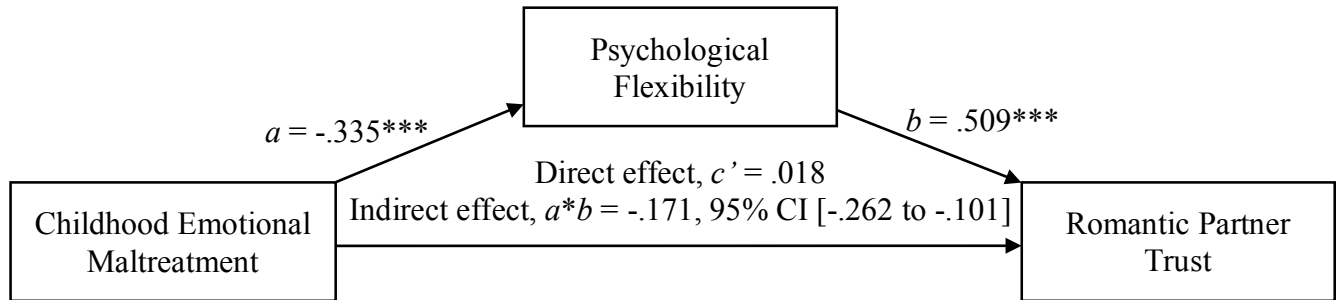 Psychological
Flexibility
a = -.335***
b = .509***
Direct effect, c’ = .018
Indirect effect, a*b = -.171, 95% CI [-.262 to -.101]
Childhood Emotional
Maltreatment
Romantic Partner
Trust